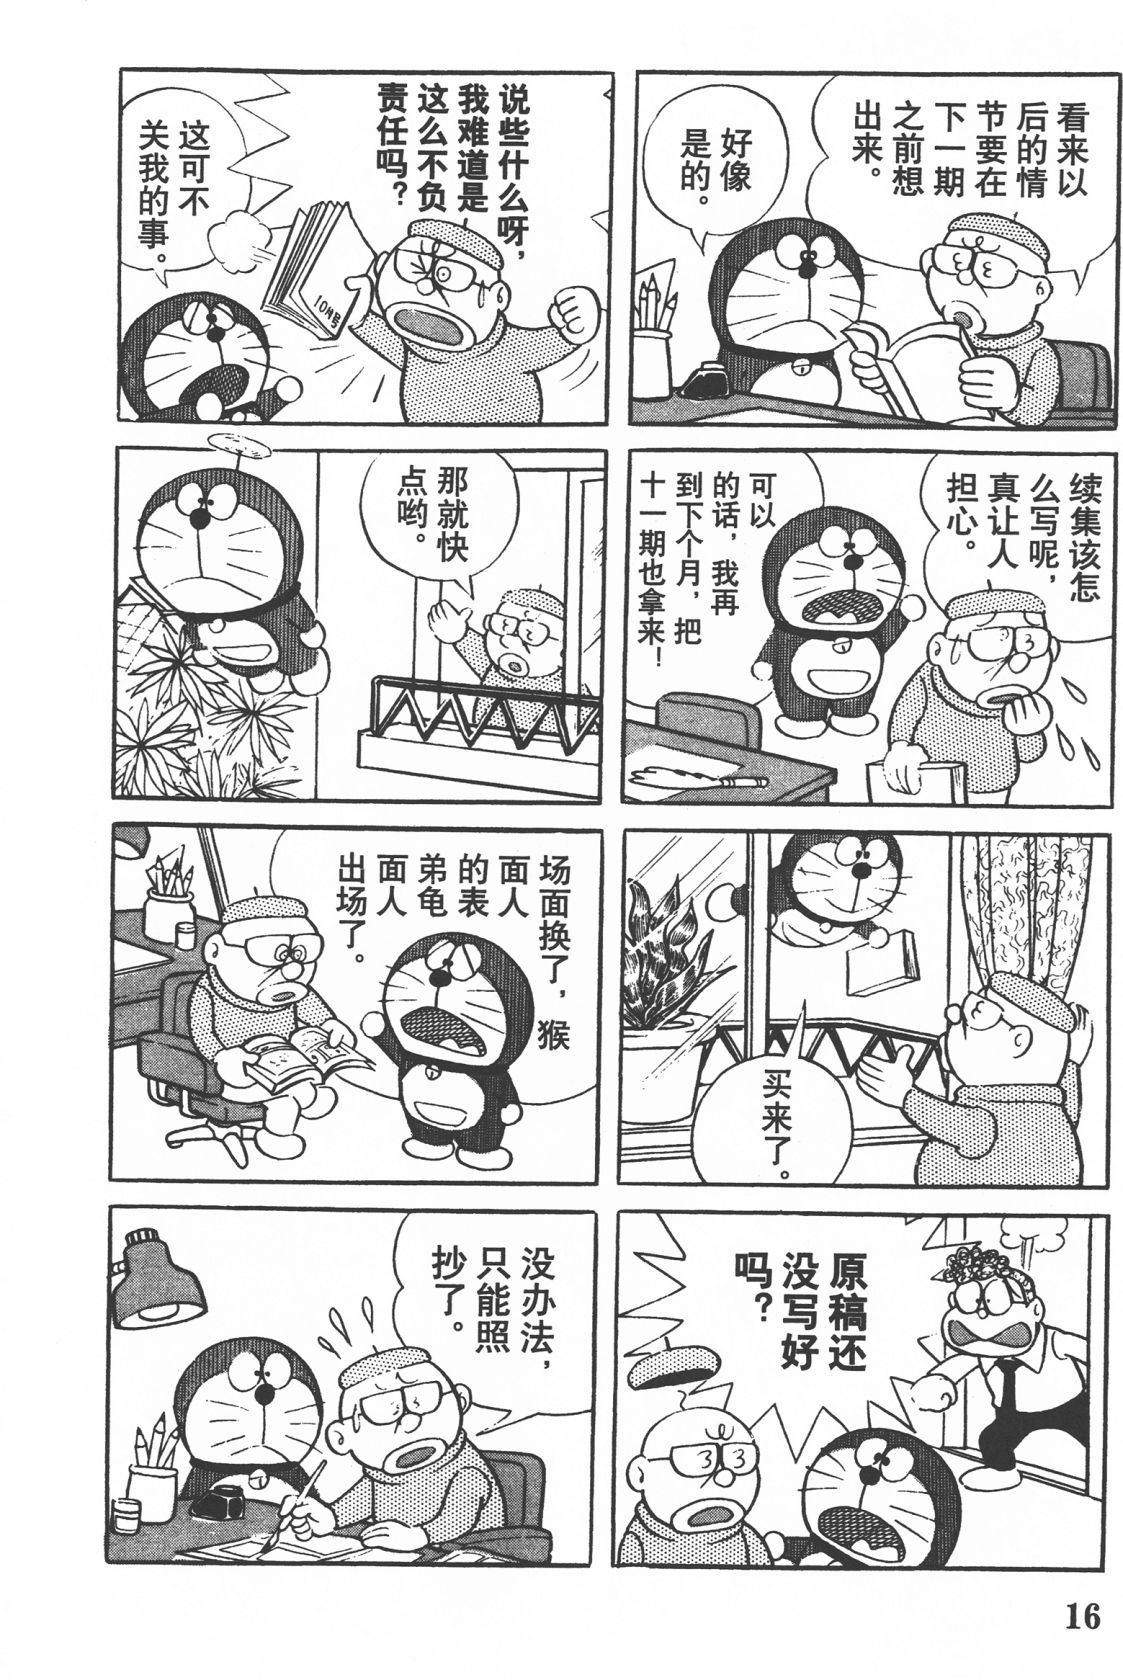 看来以
后的情
节要在
下一期
之前想
出来。
好像
是的。
说些什么呀，
我难道是
这么不负
责任吗？
10月号
这可不
关我的事。
续集该怎
么写呢，
真让人
担心。
可以
的话，我再
到下个月，把
十一期也拿来！
那就快
点哟。
买来了。
场面换了，猴
面人
的表
弟龟
面人
出场了。
原稿还
没写好
吗？
没办法，
只能照
抄了。
16